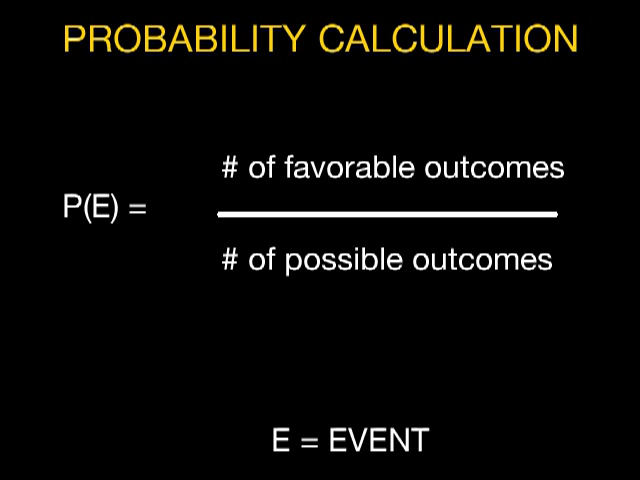 PROBABILITY CALCULATION
# of favorable outcomes
P(E) =
# of possible outcomes
E = EVENT